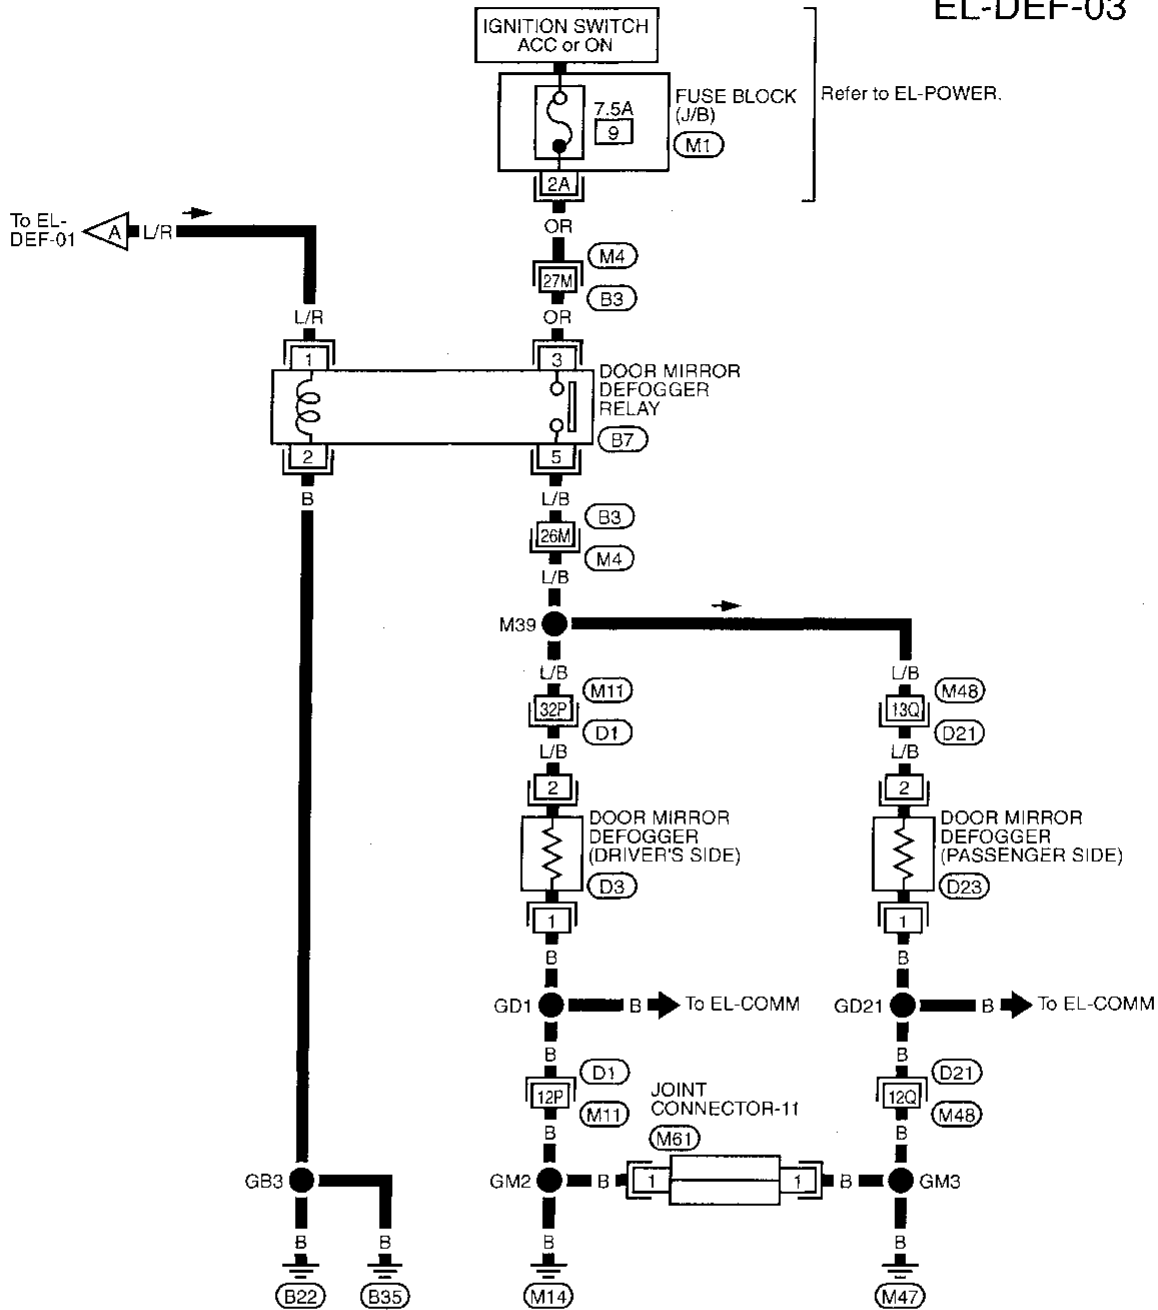 EL-DEF-03
IGNITION SWITCH
ACC or ON
7.5A
9
FUSE BLOCK
(J/B)
M1
Refer to EL-POWER.
2A
OR
To EL-
DEF-01
A
L/R
M4
27M
B3
OR
L/R
1
3
DOOR MIRROR
DEFOGGER
RELAY
B7
2
5
B
L/B
B3
26M
M4
L/B
M39
L/B
L/B
M11
32P
D1
M48
13Q
D21
L/B
L/B
2
2
DOOR MIRROR
DEFOGGER
(DRIVER'S SIDE)
D3
DOOR MIRROR
DEFOGGER
(PASSENGER SIDE)
D23
1
1
B
B
GD1
B
To EL-COMM
GD21
B
To EL-COMM
B
B
D1
12P
M11
JOINT
CONNECTOR-11
M61
D21
12Q
M48
B
B
GB3
GM2
B
1
1
B
GM3
B
B
B
B
B22
B35
M14
M47